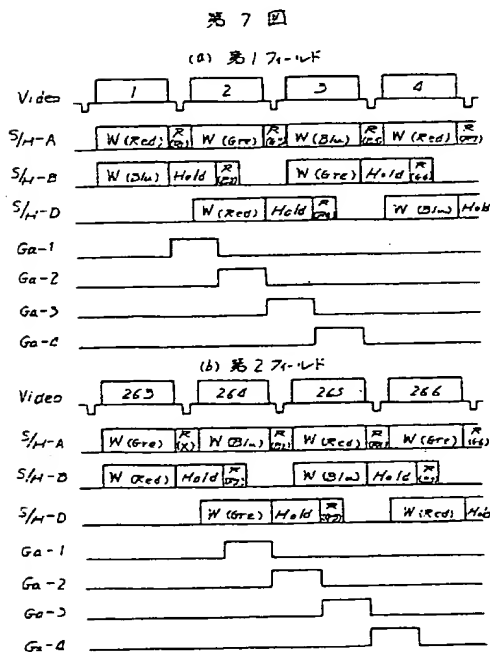 第 7 図
(a) 第1フィールド
Video 1 2 3 4
S/H-A W(Red) R W(Gre) R W(Blu) R W(Red) R
S/H-B W(Blu) Hold R W(Gre) Hold R
S/H-D W(Red) Hold R W(Blu) Hold
Ga-1
Ga-2
Ga-3
Ga-4
(b) 第2フィールド
Video 263 264 265 266
S/H-A W(Gre) R (X) W(Blu) R W(Red) R W(Gre) R
S/H-B W(Red) Hold R W(Blu) Hold R
S/H-D W(Gre) Hold R W(Red) Hold
Ga-1
Ga-2
Ga-3
Ga-4